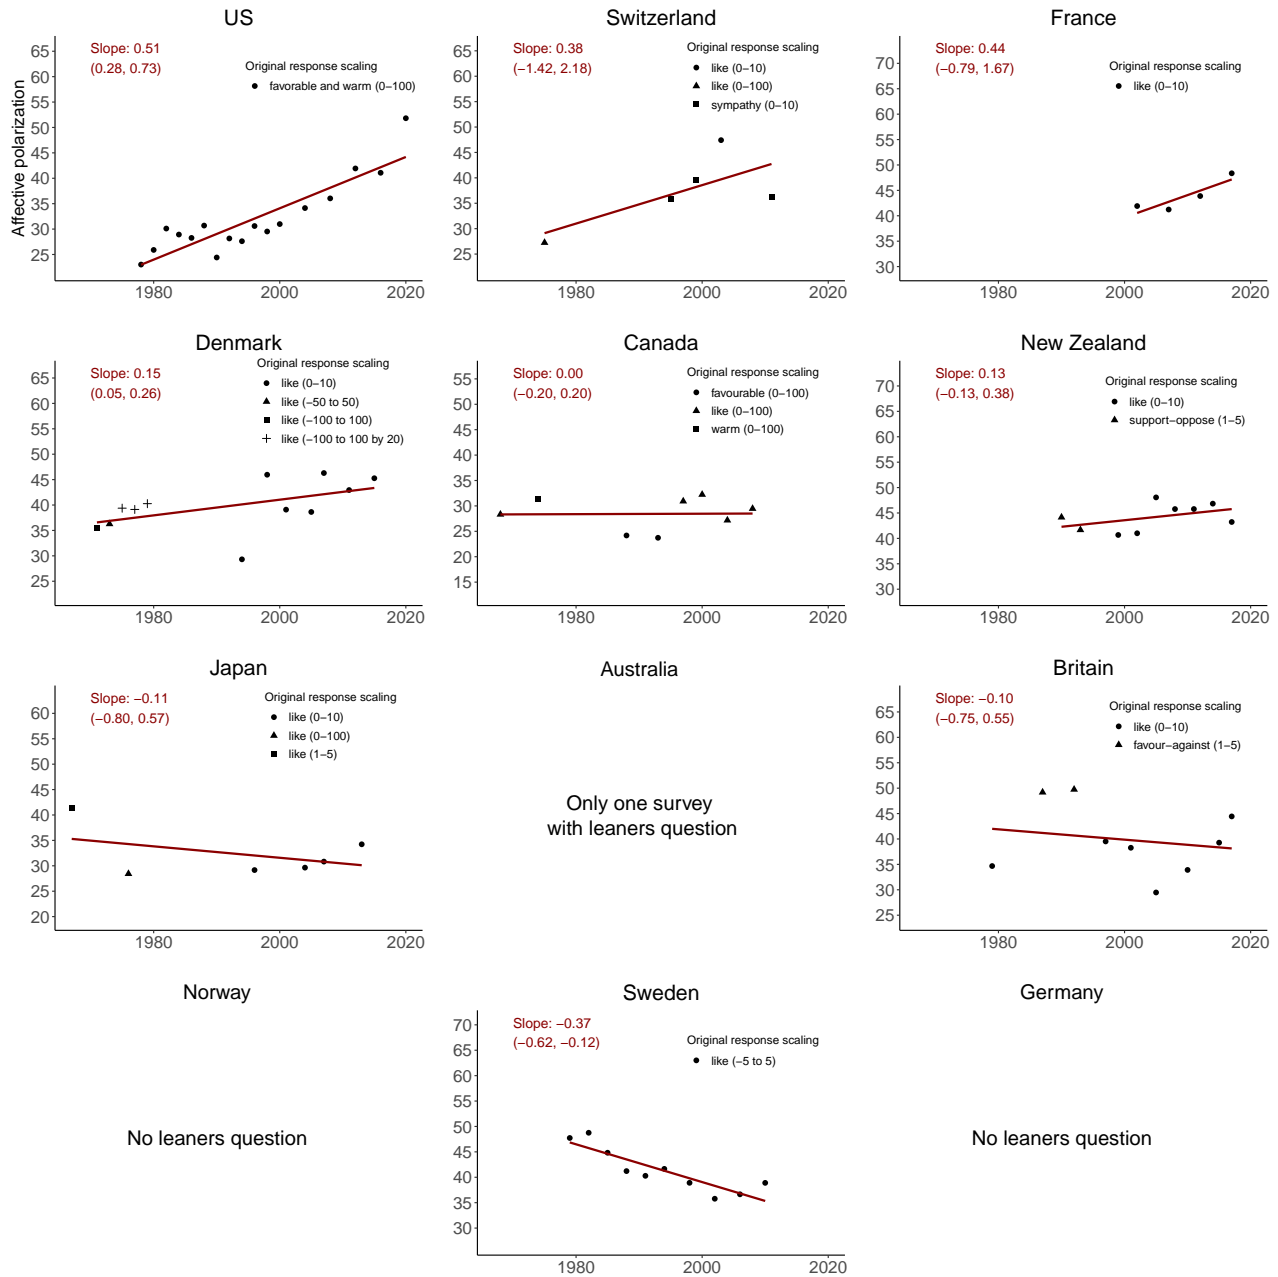 US
Slope: 0.51
(0.28, 0.73)
Original response scaling
favorable and warm (0−100)
Affective polarization
65
60
55
50
45
40
35
30
25
1980
2000
2020
Switzerland
Slope: 0.38
(−1.42, 2.18)
Original response scaling
like (0−10)
like (0−100)
sympathy (0−10)
65
60
55
50
45
40
35
30
25
1980
2000
2020
France
Slope: 0.44
(−0.79, 1.67)
Original response scaling
like (0−10)
70
65
60
55
50
45
40
35
30
1980
2000
2020
Denmark
Slope: 0.15
(0.05, 0.26)
Original response scaling
like (0−10)
like (−50 to 50)
like (−100 to 100)
like (−100 to 100 by 20)
65
60
55
50
45
40
35
30
25
1980
2000
2020
Canada
Slope: 0.00
(−0.20, 0.20)
Original response scaling
favourable (0−100)
like (0−100)
warm (0−100)
55
50
45
40
35
30
25
20
15
1980
2000
2020
New Zealand
Slope: 0.13
(−0.13, 0.38)
Original response scaling
like (0−10)
support−oppose (1−5)
70
65
60
55
50
45
40
35
30
1980
2000
2020
Japan
Slope: −0.11
(−0.80, 0.57)
Original response scaling
like (0−10)
like (0−100)
like (1−5)
60
55
50
45
40
35
30
25
20
1980
2000
2020
Australia
Only one survey
with leaners question
Britain
Slope: −0.10
(−0.75, 0.55)
Original response scaling
like (0−10)
favour−against (1−5)
65
60
55
50
45
40
35
30
25
1980
2000
2020
Norway
No leaners question
Sweden
Slope: −0.37
(−0.62, −0.12)
Original response scaling
like (−5 to 5)
70
65
60
55
50
45
40
35
30
1980
2000
2020
Germany
No leaners question